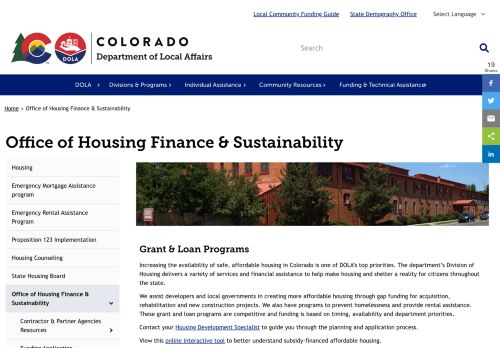 Local Community Funding Guide
State Demography Office
Select Language
COLORADO
Department of Local Affairs
DOLA
Search
19
Shares
DOLA
Divisions & Programs
Individual Assistance
Community Resources
Funding & Technical Assistance
Home > Office of Housing Finance & Sustainability
Office of Housing Finance & Sustainability
Housing
Emergency Mortgage Assistance
program
Emergency Rental Assistance
Program
Proposition 123 Implementation
Housing Counseling
State Housing Board
Office of Housing Finance &
Sustainability
Contractor & Partner Agencies
Resources
Funding Application
Grant & Loan Programs
Increasing the availability of safe, affordable housing in Colorado is one of DOLA's top priorities. The department's Division
of Housing delivers a variety of services and financial assistance to help make housing and shelter a reality for citizens throughout
the state.
We assist developers and local governments in creating more affordable housing through gap funding for acquisition,
rehabilitation and new construction projects. We also have programs to prevent homelessness and provide rental assistance.
These grant and loan programs are competitive and funding is based on timing, availability and department priorities.
Contact your Housing Development Specialist to guide you through the planning and application process.
View this online interactive tool to better understand subsidy-financed affordable housing.